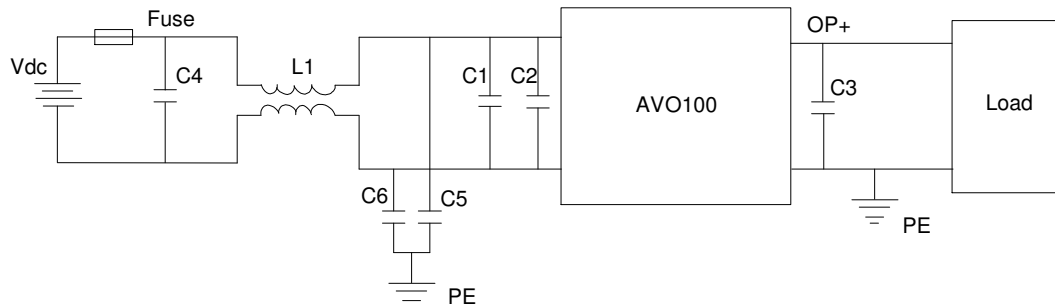 Fuse
OP+
Vdc
L1
C4
C1
C2
C3
AVO100
Load
C6
C5
PE
PE